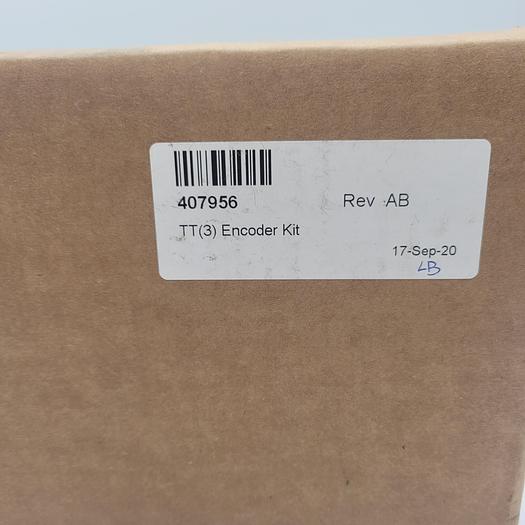 407956 Rev AB
TT(3) Encoder Kit
17-Sep-20
LB